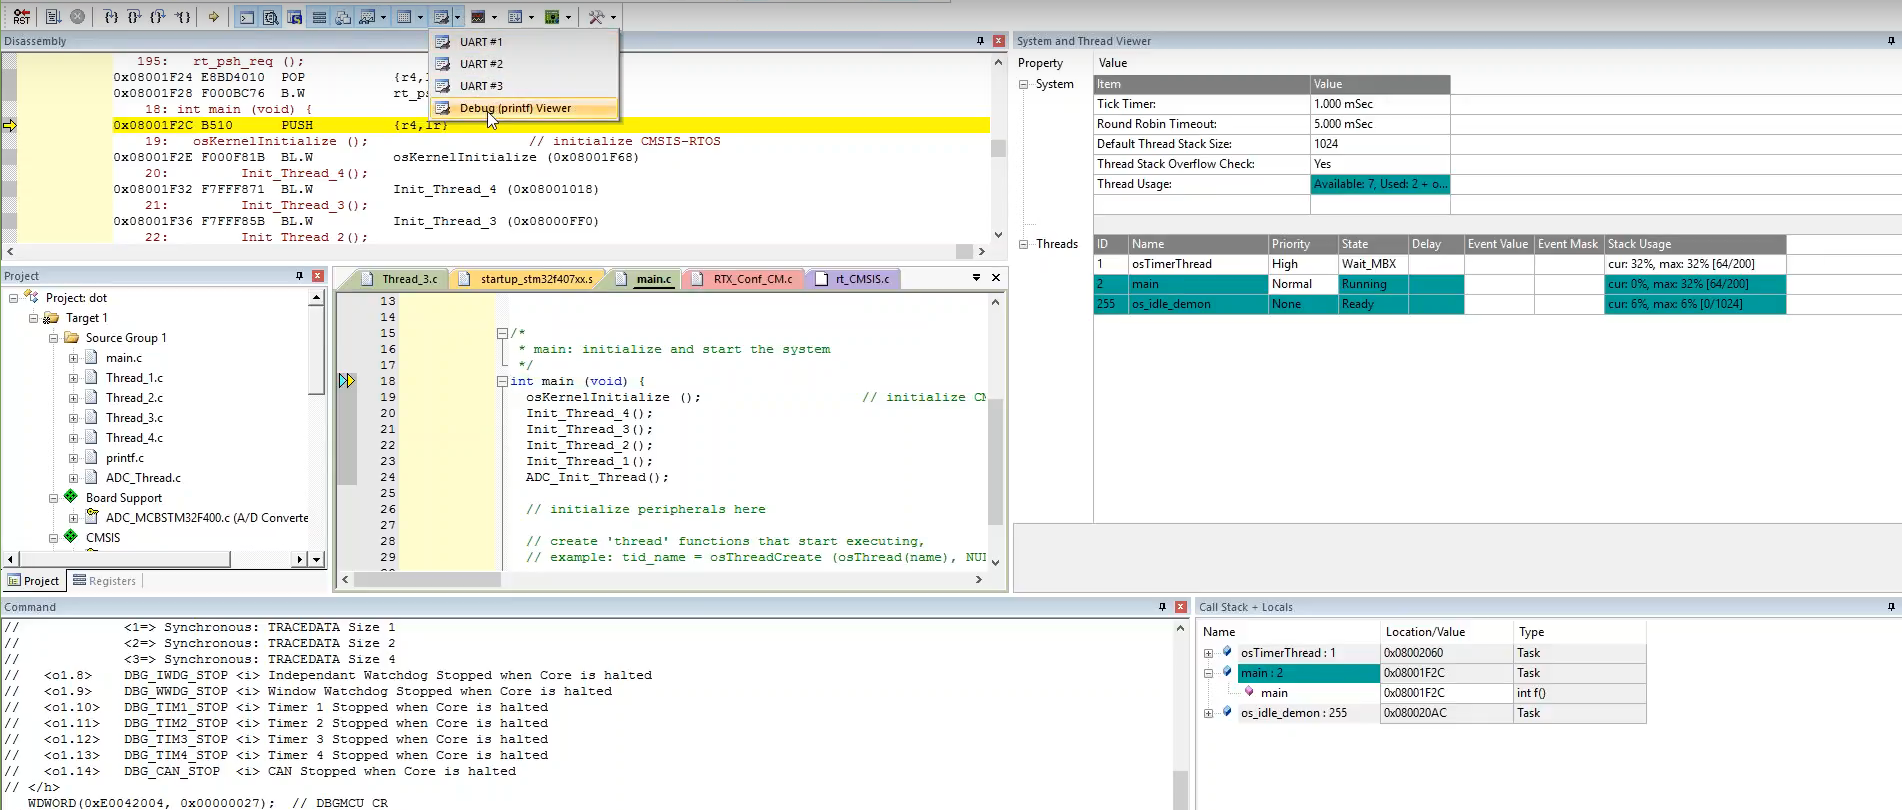 RST
{} {} {} {}
UART #1
UART #2
UART #3
Debug (printf) Viewer
Disassembly
195: rt_psh_req ();
0x08001F24 E8BD4010 POP {r4,l
0x08001F28 F000BC76 B.W rt_ps
18: int main (void) {
0x08001F2C B510 PUSH {r4,lr}
19: osKernelInitialize (); // initialize CMSIS-RTOS
0x08001F2E F000F81B BL.W osKernelInitialize (0x08001F68)
20: Init_Thread_4();
0x08001F32 F7FFF871 BL.W Init_Thread_4 (0x08001018)
21: Init_Thread_3();
0x08001F36 F7FFF85B BL.W Init_Thread_3 (0x08000FF0)
22: Init Thread 2();
System and Thread Viewer
Property Value
System
Item Value
Tick Timer: 1.000 mSec
Round Robin Timeout: 5.000 mSec
Default Thread Stack Size: 1024
Thread Stack Overflow Check: Yes
Thread Usage: Available: 7, Used: 2 + o...
Threads
ID Name Priority State Delay Event Value Event Mask Stack Usage
1 osTimerThread High Wait_MBX cur: 32%, max: 32% [64/200]
2 main Normal Running cur: 0%, max: 32% [64/200]
255 os_idle_demon None Ready cur: 6%, max: 6% [0/1024]
Project
Project: dot
Target 1
Source Group 1
main.c
Thread_1.c
Thread_2.c
Thread_3.c
Thread_4.c
printf.c
ADC_Thread.c
Board Support
ADC_MCBSTM32F400.c (A/D Converte
CMSIS
Project Registers
Thread_3.c startup_stm32f407xx.s main.c RTX_Conf_CM.c rt_CMSIS.c
13
14
15 /*
16 * main: initialize and start the system
17 */
18 int main (void) {
19 osKernelInitialize (); // initialize CM
20 Init_Thread_4();
21 Init_Thread_3();
22 Init_Thread_2();
23 Init_Thread_1();
24 ADC_Init_Thread();
25
26 // initialize peripherals here
27
28 // create 'thread' functions that start executing,
29 // example: tid_name = osThreadCreate (osThread(name), NUL
Command
// <1=> Synchronous: TRACEDATA Size 1
// <2=> Synchronous: TRACEDATA Size 2
// <3=> Synchronous: TRACEDATA Size 4
// <o1.8> DBG_IWDG_STOP <i> Independant Watchdog Stopped when Core is halted
// <o1.9> DBG_WWDG_STOP <i> Window Watchdog Stopped when Core is halted
// <o1.10> DBG_TIM1_STOP <i> Timer 1 Stopped when Core is halted
// <o1.11> DBG_TIM2_STOP <i> Timer 2 Stopped when Core is halted
// <o1.12> DBG_TIM3_STOP <i> Timer 3 Stopped when Core is halted
// <o1.13> DBG_TIM4_STOP <i> Timer 4 Stopped when Core is halted
// <o1.14> DBG_CAN_STOP <i> CAN Stopped when Core is halted
// </h>
_WDWORD(0xE0042004, 0x00000027); // DBGMCU CR
Call Stack + Locals
Name Location/Value Type
osTimerThread : 1 0x08002060 Task
main : 2 0x08001F2C Task
main 0x08001F2C int f()
os_idle_demon : 255 0x080020AC Task